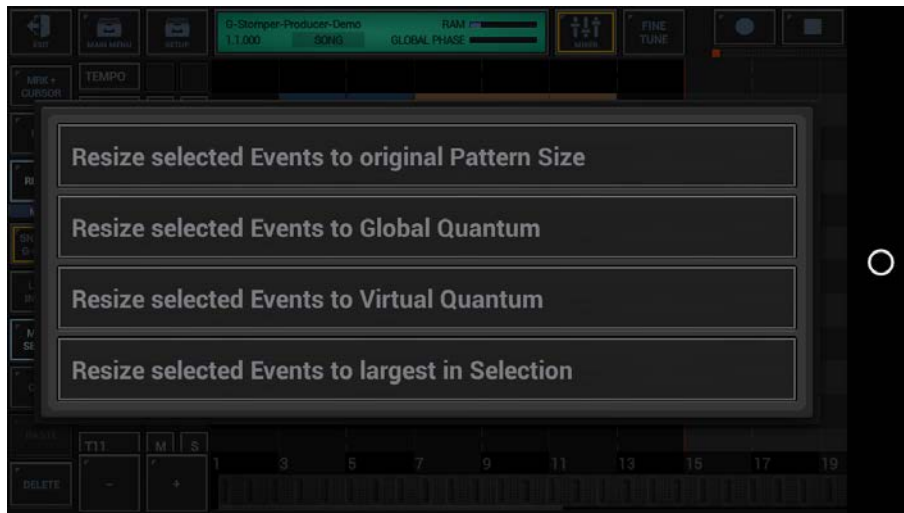 G-Stomper-Producer-Demo RAM
1.1.000 SONG GLOBAL PHASE
EXIT MAIN MENU SETUP MIXER FINE TUNE
MRK + CURSOR TEMPO
Resize selected Events to original Pattern Size
Resize selected Events to Global Quantum
Resize selected Events to Virtual Quantum
Resize selected Events to largest in Selection
T11 M S
1 3 5 7 9 11 13 15 17 19
DELETE - +